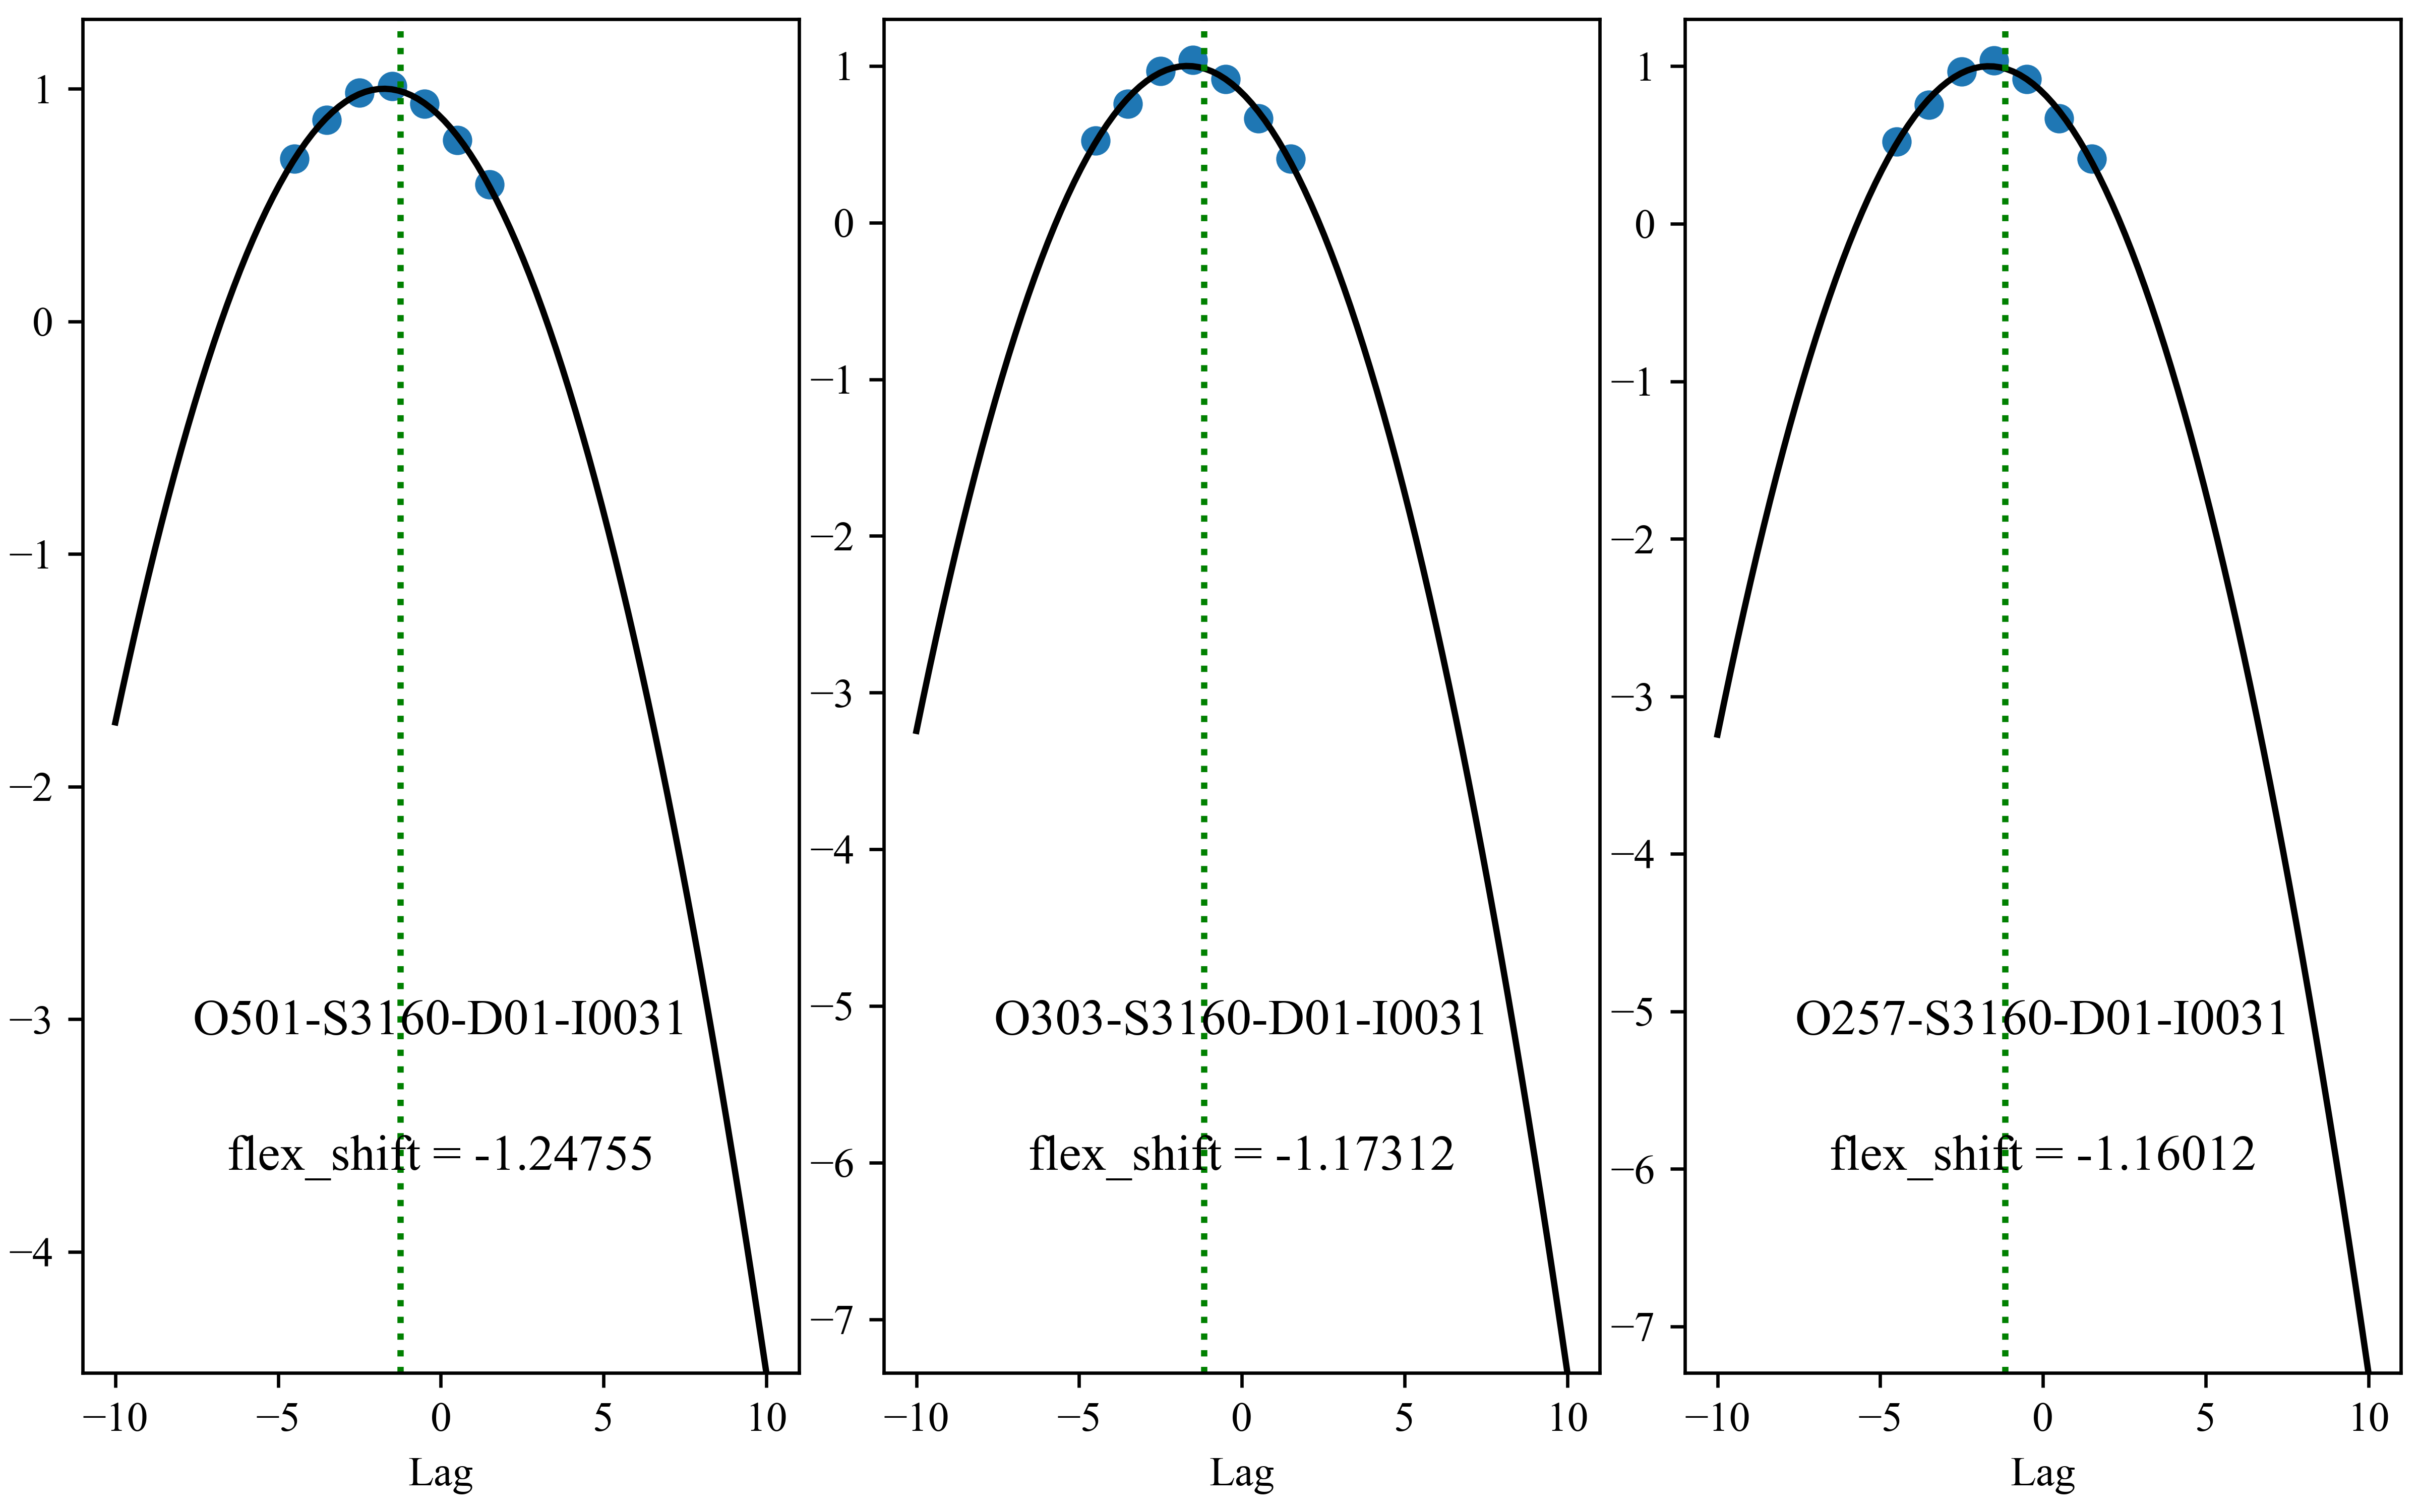 1
0
−1
−2
−3
−4
O501-S3160-D01-I0031
flex_shift = -1.24755
−10 −5 0 5 10
Lag
1
0
−1
−2
−3
−4
−5
−6
−7
O303-S3160-D01-I0031
flex_shift = -1.17312
−10 −5 0 5 10
Lag
1
0
−1
−2
−3
−4
−5
−6
−7
O257-S3160-D01-I0031
flex_shift = -1.16012
−10 −5 0 5 10
Lag